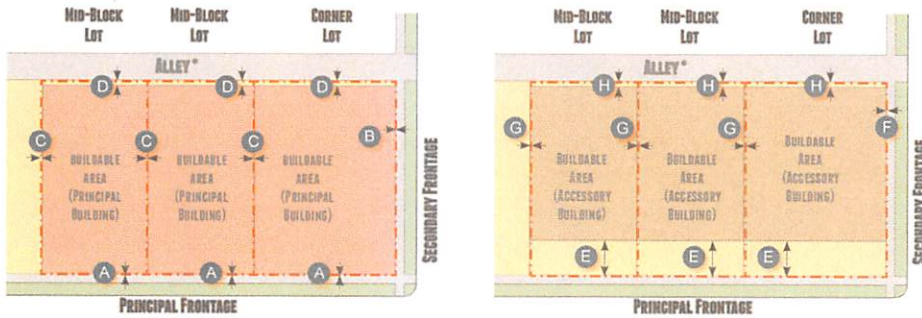 MID-BLOCK LOT
MID-BLOCK LOT
CORNER LOT
ALLEY*
D
D
D
C
C
C
B
BUILDABLE AREA (PRINCIPAL BUILDING)
BUILDABLE AREA (PRINCIPAL BUILDING)
BUILDABLE AREA (PRINCIPAL BUILDING)
A
A
A
PRINCIPAL FRONTAGE
SECONDARY FRONTAGE
MID-BLOCK LOT
MID-BLOCK LOT
CORNER LOT
ALLEY*
H
H
H
G
G
G
F
BUILDABLE AREA (ACCESSORY BUILDING)
BUILDABLE AREA (ACCESSORY BUILDING)
BUILDABLE AREA (ACCESSORY BUILDING)
E
E
E
PRINCIPAL FRONTAGE
SECONDARY FRONTAGE